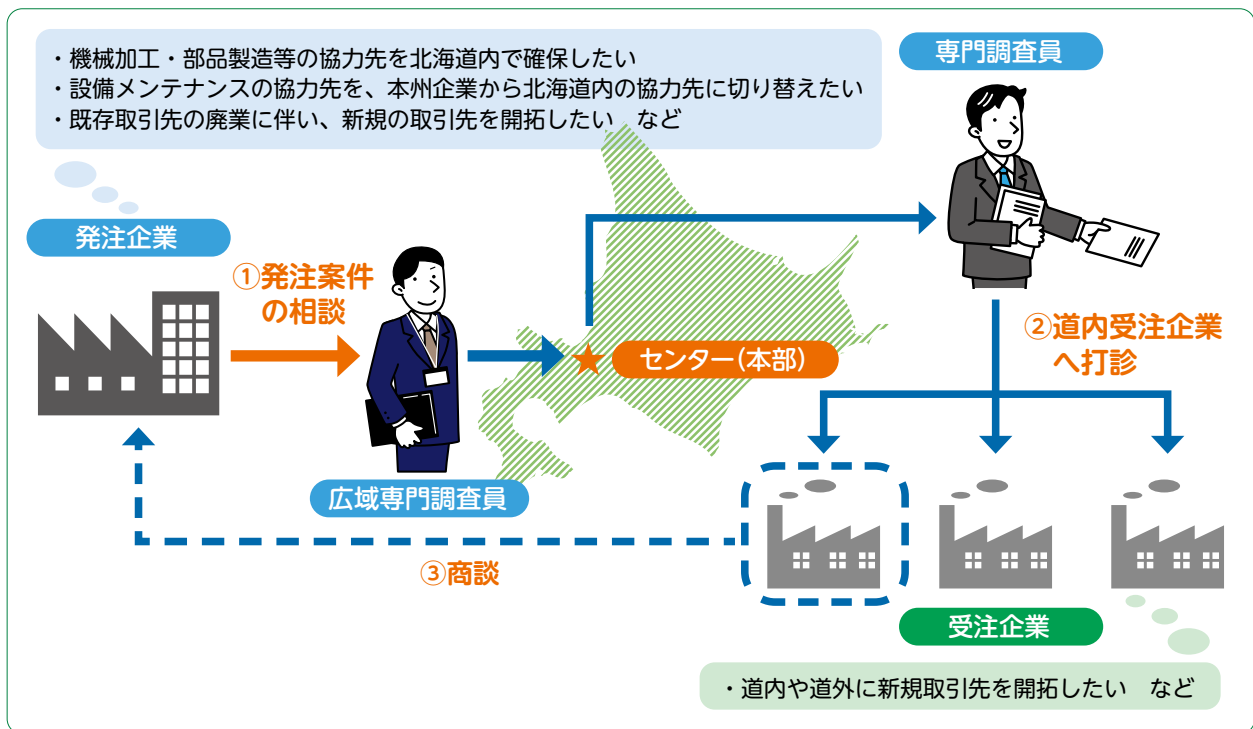 ・機械加工・部品製造等の協力先を北海道内で確保したい
・設備メンテナンスの協力先を、本州企業から北海道内の協力先に切り替えたい
・既存取引先の廃業に伴い、新規の取引先を開拓したい　など
専門調査員
発注企業
①発注案件
の相談
広域専門調査員
センター(本部)
②道内受注企業
へ打診
③商談
受注企業
・道内や道外に新規取引先を開拓したい　など